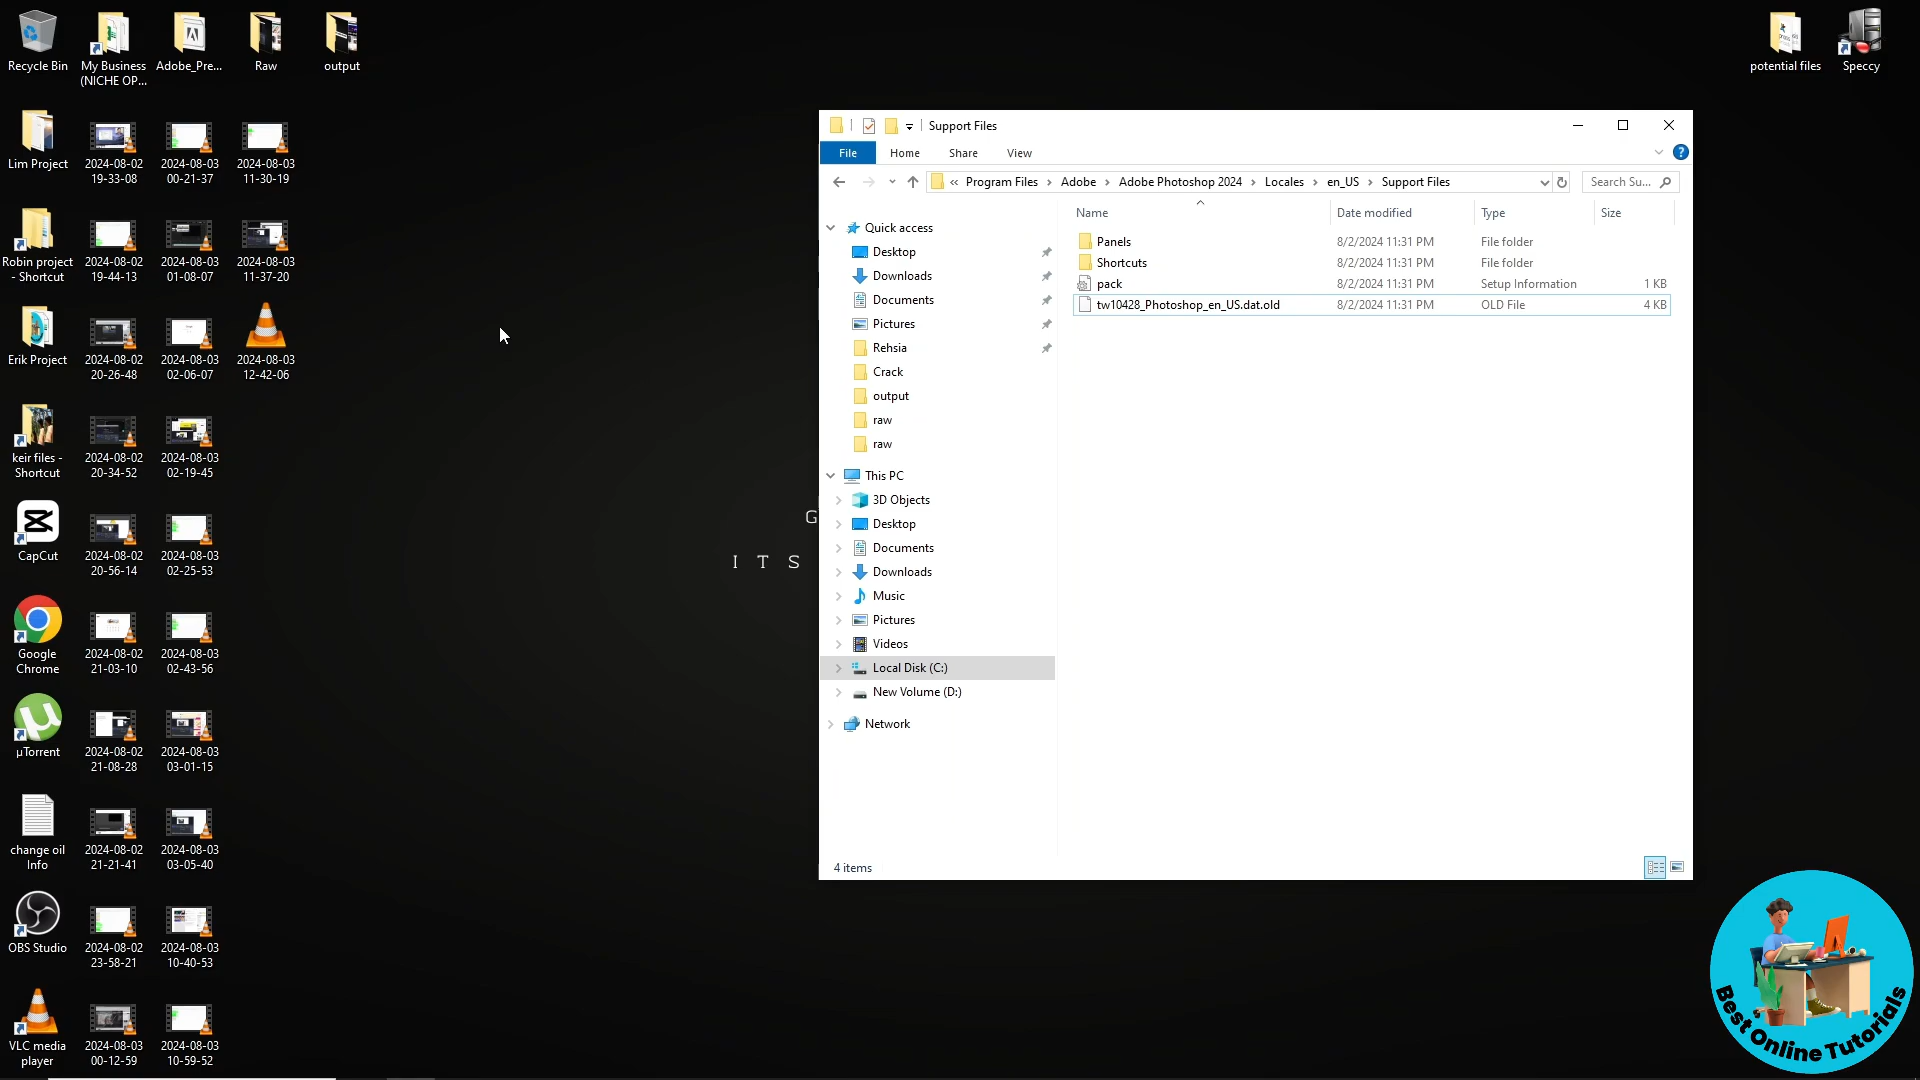 Recycle Bin
My Business
(NICHE OP...
Adobe_Pre...
Raw
output
potential files
Speccy
Lim Project
2024-08-02
19-33-08
2024-08-03
00-21-37
2024-08-03
11-30-19
Robin project
- Shortcut
2024-08-02
19-44-13
2024-08-03
01-08-07
2024-08-03
11-37-20
Erik Project
2024-08-02
20-26-48
2024-08-03
02-06-07
2024-08-03
12-42-06
keir files -
Shortcut
2024-08-02
20-34-52
2024-08-03
02-19-45
CapCut
2024-08-02
20-56-14
2024-08-03
02-25-53
Google
Chrome
2024-08-02
21-03-10
2024-08-03
02-43-56
µTorrent
2024-08-02
21-08-28
2024-08-03
03-01-15
change oil
Info
2024-08-02
21-21-41
2024-08-03
03-05-40
OBS Studio
2024-08-02
23-58-21
2024-08-03
10-40-53
VLC media
player
2024-08-03
00-12-59
2024-08-03
10-59-52
G
I T S
Support Files
File Home Share View
« Program Files › Adobe › Adobe Photoshop 2024 › Locales › en_US › Support Files
Search Su...
Name Date modified Type Size
Panels 8/2/2024 11:31 PM File folder
Shortcuts 8/2/2024 11:31 PM File folder
pack 8/2/2024 11:31 PM Setup Information 1 KB
tw10428_Photoshop_en_US.dat.old 8/2/2024 11:31 PM OLD File 4 KB
Quick access
Desktop
Downloads
Documents
Pictures
Rehsia
Crack
output
raw
raw
This PC
3D Objects
Desktop
Documents
Downloads
Music
Pictures
Videos
Local Disk (C:)
New Volume (D:)
Network
4 items
Best Online Tutorials